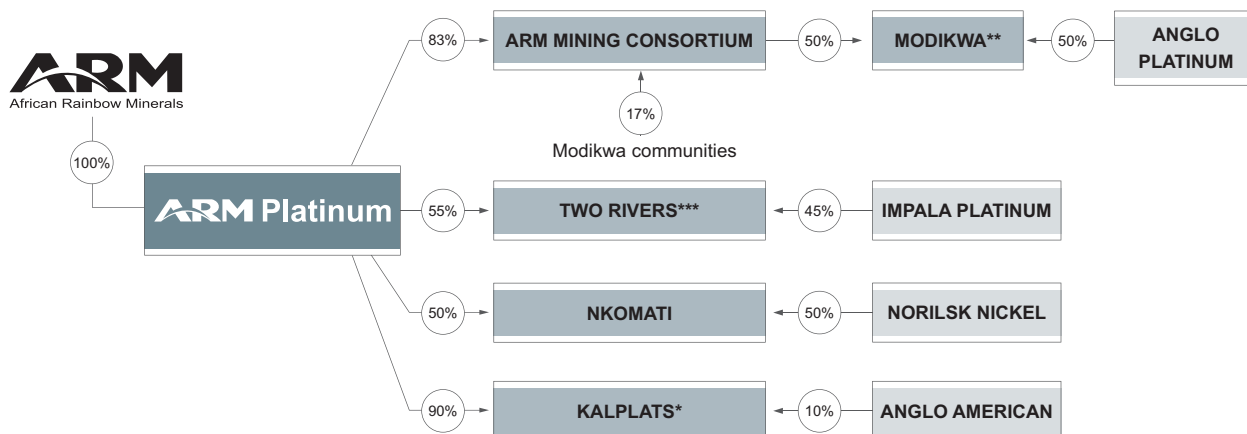 83%
ARM MINING CONSORTIUM
50%
MODIKWA**
50%
ANGLO
PLATINUM
ARM
African Rainbow Minerals
17%
Modikwa communities
100%
ARM Platinum
55%
TWO RIVERS***
45%
IMPALA PLATINUM
50%
NKOMATI
50%
NORILSK NICKEL
90%
KALPLATS*
10%
ANGLO AMERICAN